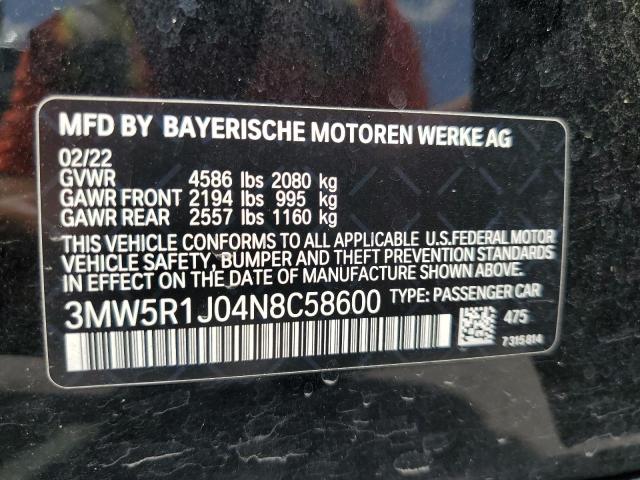 MFD BY BAYERISCHE MOTOREN WERKE AG
02/22
GVWR 4586 lbs 2080 kg
GAWR FRONT 2194 lbs 995 kg
GAWR REAR 2557 lbs 1160 kg
THIS VEHICLE CONFORMS TO ALL APPLICABLE U.S.FEDERAL MOTOR
VEHICLE SAFETY, BUMPER AND THEFT PREVENTION STANDARDS
IN EFFECT ON THE DATE OF MANUFACTURE SHOWN ABOVE.
3MW5R1J04N8C58600 TYPE: PASSENGER CAR
475
7315814